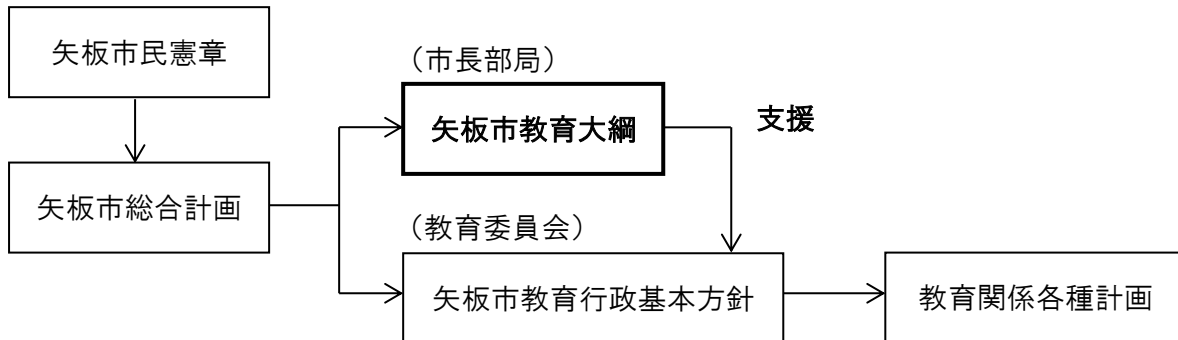 矢板市民憲章
（市長部局）
矢板市教育大綱
支援
矢板市総合計画
（教育委員会）
矢板市教育行政基本方針
教育関係各種計画